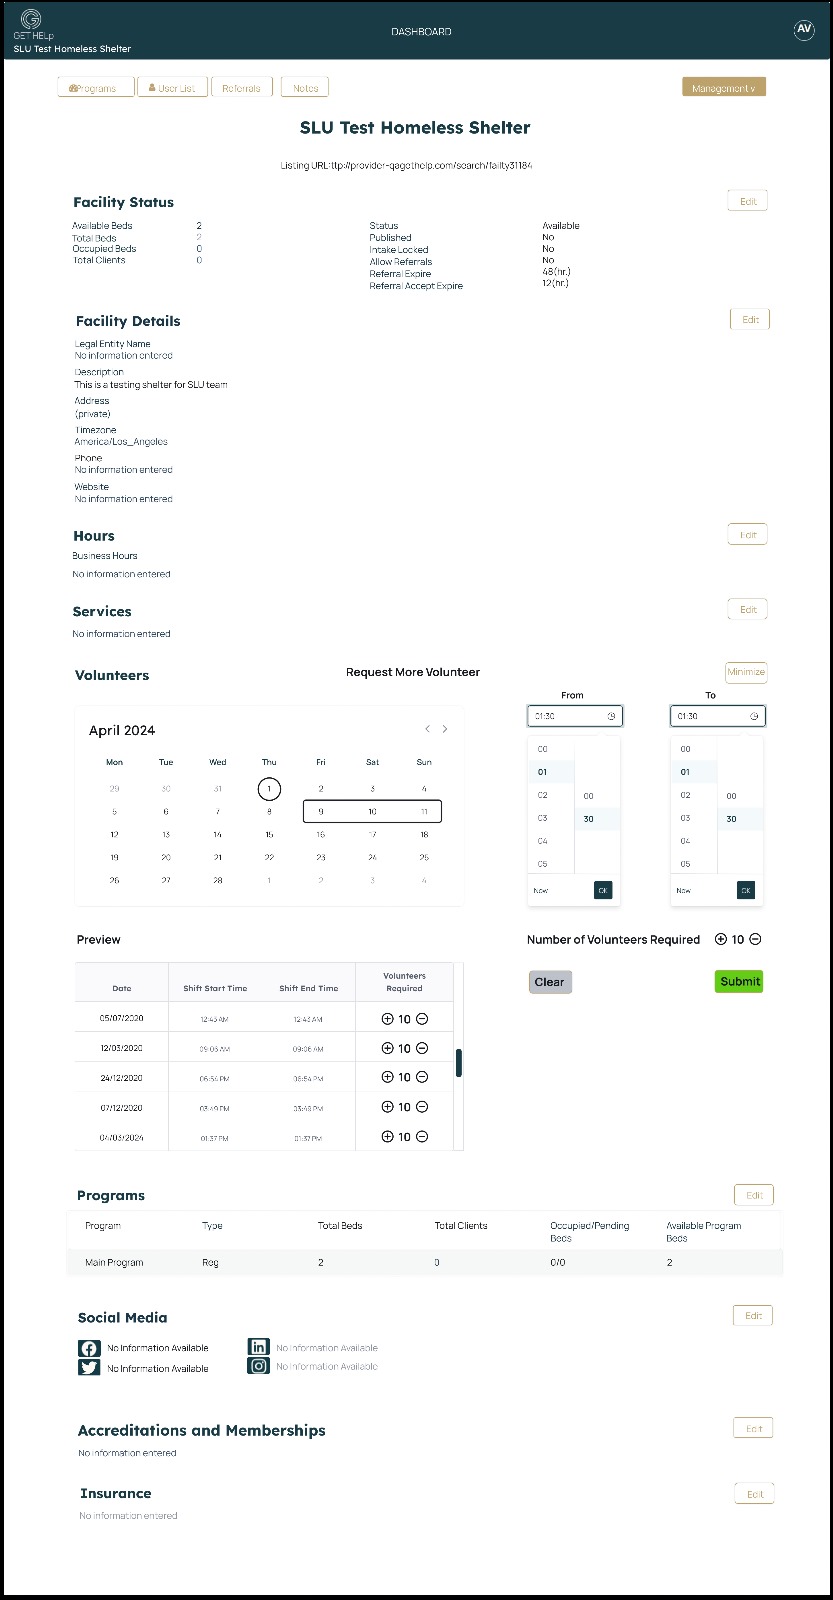 GET HELp
SLU Test Homeless Shelter
DASHBOARD
AV
Programs
User List
Referrals
Notes
Management v
SLU Test Homeless Shelter
Listing URL:ttp://provider-qagethelp.com/search/failty31184
Facility Status
Edit
Available Beds 2
Total Beds 2
Occupied Beds 0
Total Clients 0
Status Available
Published No
Intake Locked No
Allow Referrals No
Referral Expire 48(hr.)
Referral Accept Expire 12(hr.)
Facility Details
Edit
Legal Entity Name
No information entered
Description
This is a testing shelter for SLU team
Address
(private)
Timezone
America/Los_Angeles
Phone
No information entered
Website
No information entered
Hours
Edit
Business Hours
No information entered
Services
Edit
No information entered
Volunteers
Request More Volunteer
Minimize
April 2024
Mon Tue Wed Thu Fri Sat Sun
29 30 31 1 2 3 4
5 6 7 8 9 10 11
12 13 14 15 16 17 18
19 20 21 22 23 24 25
26 27 28 1 2 3 4
From
01:30
00
01
02 00
03 30
04
05
Now OK
To
01:30
00
01
02 00
03 30
04
05
Now OK
Preview
Number of Volunteers Required 10
Clear
Submit
Date Shift Start Time Shift End Time Volunteers Required
05/07/2020 12:43 AM 12:43 AM 10
12/03/2020 09:05 AM 09:05 AM 10
24/12/2020 06:54 PM 06:54 PM 10
07/12/2020 03:49 PM 03:49 PM 10
04/03/2024 01:37 PM 01:37 PM 10
Programs
Edit
Program Type Total Beds Total Clients Occupied/Pending Beds Available Program Beds
Main Program Reg 2 0 0/0 2
Social Media
Edit
No Information Available
No Information Available
in No Information Available
No Information Available
Accreditations and Memberships
Edit
No information entered
Insurance
Edit
No information entered